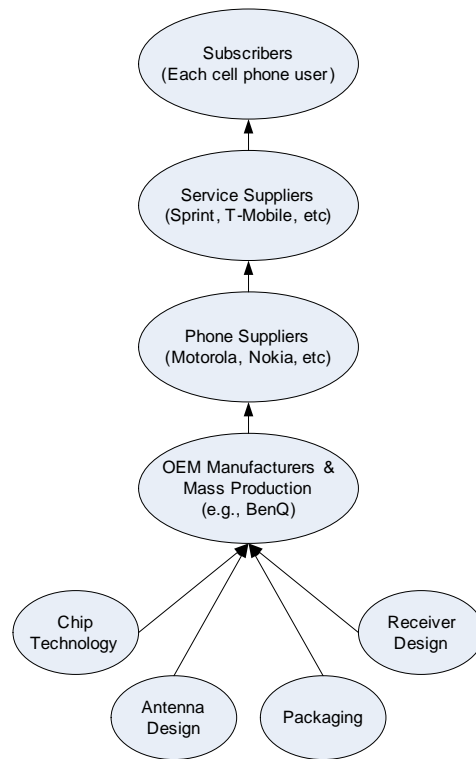 Subscribers
(Each cell phone user)
Service Suppliers
(Sprint, T-Mobile, etc)
Phone Suppliers
(Motorola, Nokia, etc)
OEM Manufacturers &
Mass Production
(e.g., BenQ)
Chip
Technology
Receiver
Design
Antenna
Design
Packaging